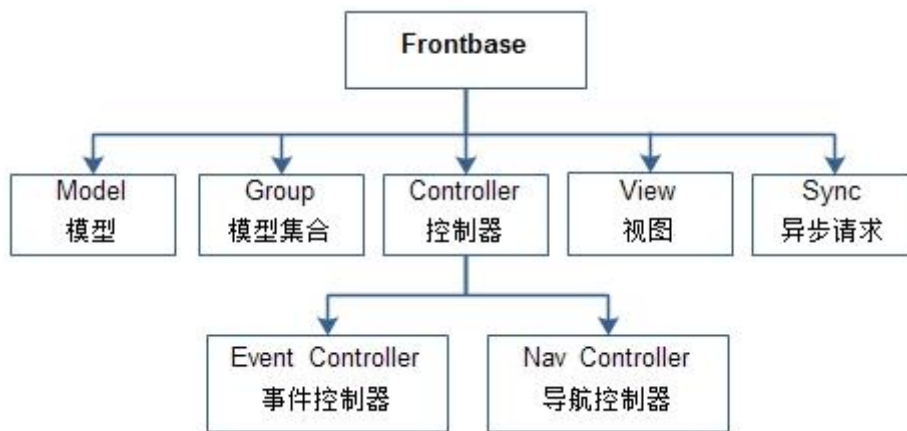 Frontbase
Model
模型
Group
模型集合
Controller
控制器
View
视图
Sync
异步请求
Event Controller
事件控制器
Nav Controller
导航控制器